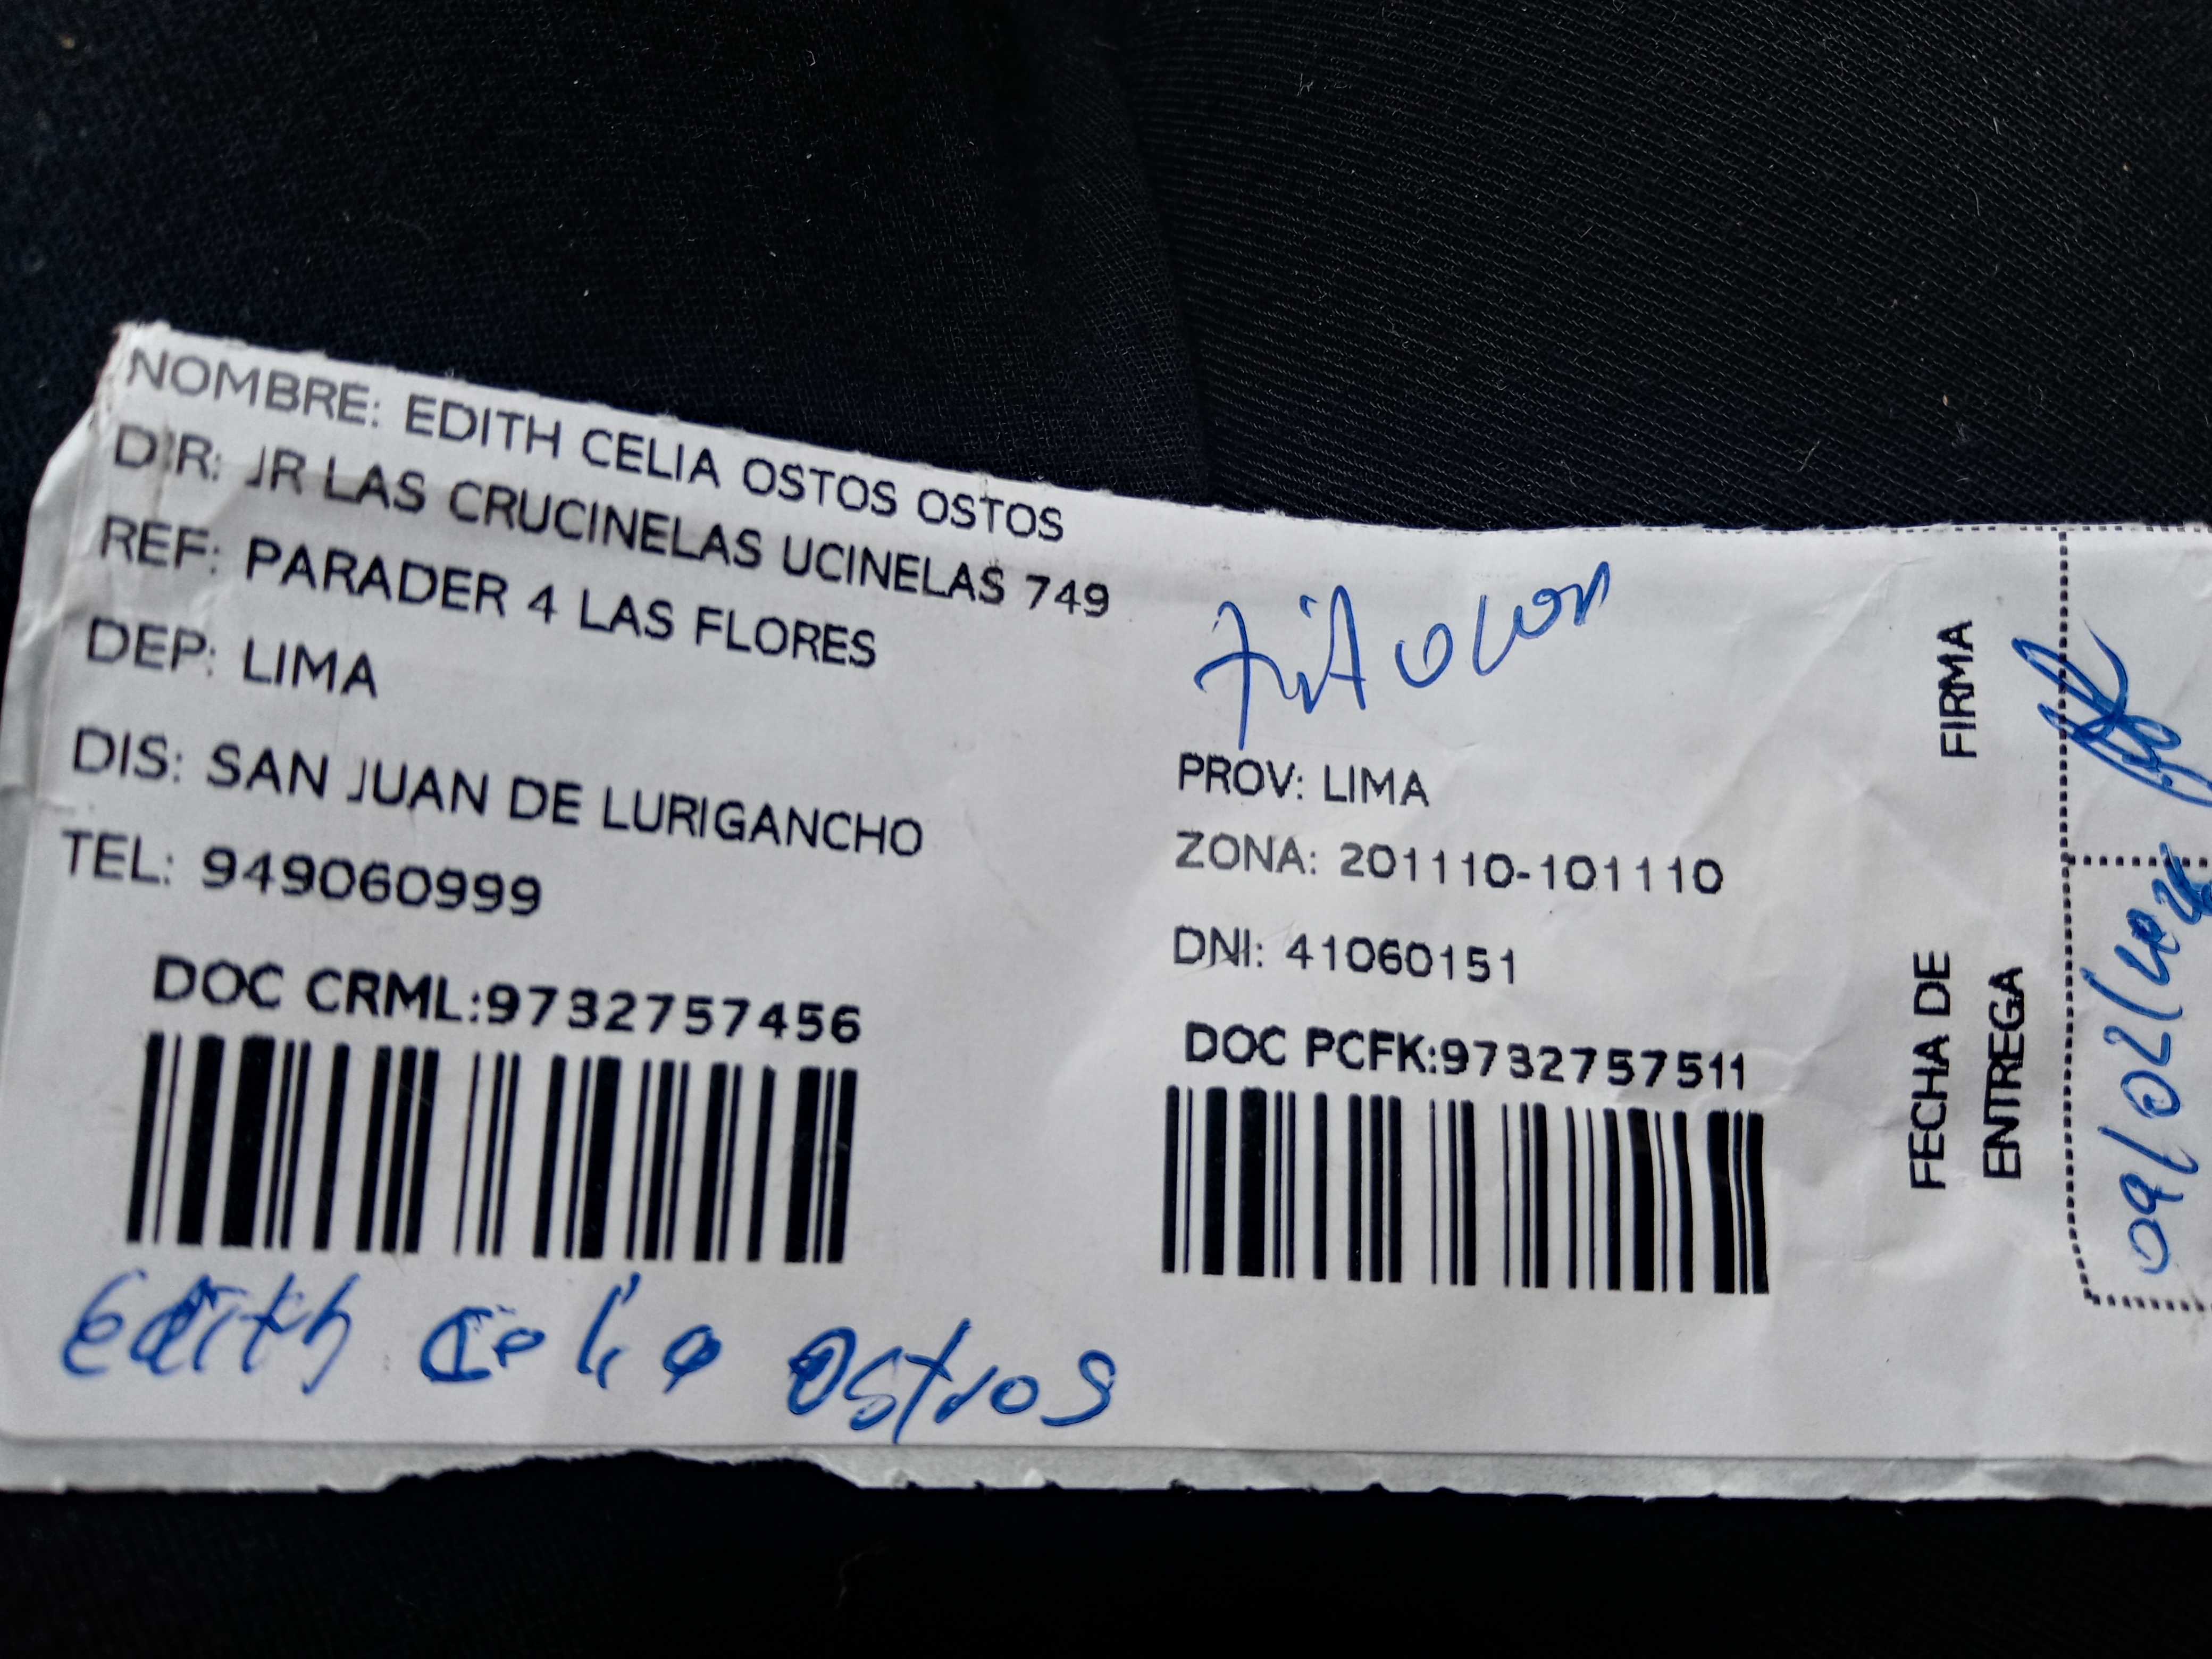 NOMBRE: EDITH CELIA OSTOS OSTOS
DIR: JR LAS CRUCINELAS UCINELAS 749
REF: PARADER 4 LAS FLORES
DEP: LIMA
DIS: SAN JUAN DE LURIGANCHO
TEL: 949060999
PROV: LIMA
ZONA: 201110-101110
DNI: 41060151
DOC CRML:9732757456
DOC PCFK:9732757511
Edith Celia Ostros
FIRMA
FECHA DE
ENTREGA
09/02/